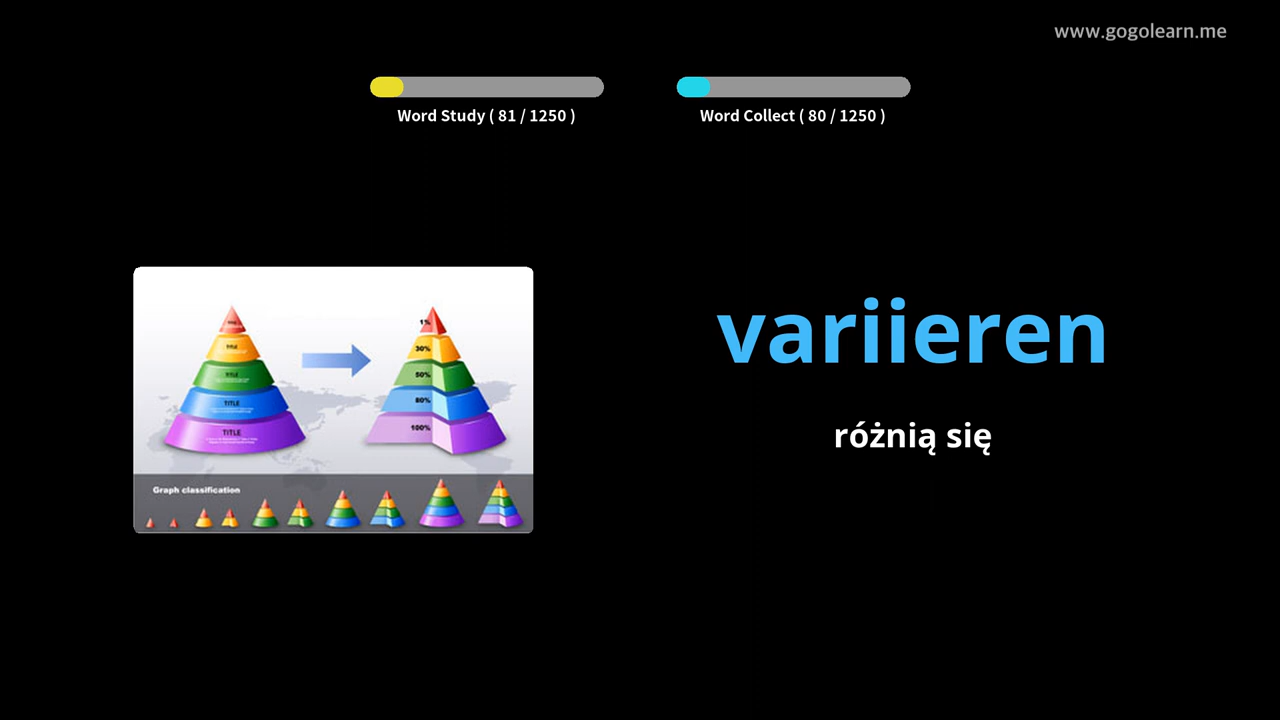 www.gogolearn.me
Word Study ( 81 / 1250 )
Word Collect ( 80 / 1250 )
variieren
różnią się
TITLE
TITLE
TITLE
TITLE
1%
30%
50%
80%
100%
Graph classification